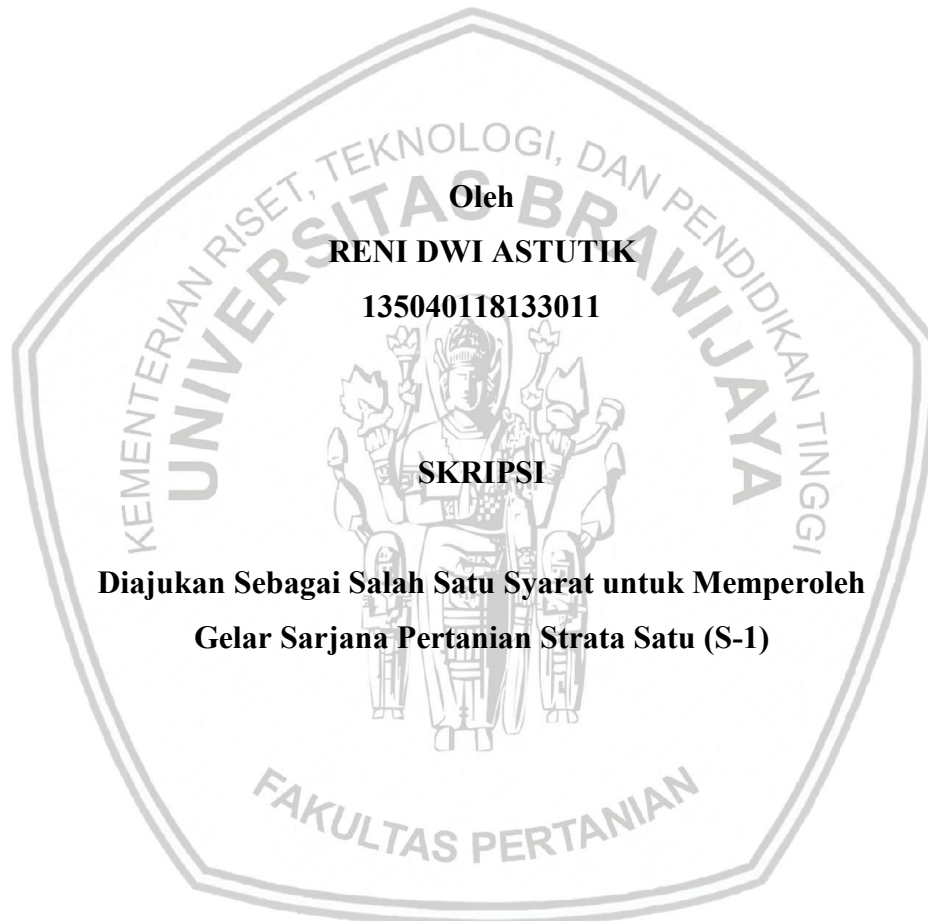 KEMENTERIAN RISET, TEKNOLOGI, DAN PENDIDIKAN TINGGI
UNIVERSITAS BRAWIJAYA
Oleh
RENI DWI ASTUTIK
135040118133011
SKRIPSI
Diajukan Sebagai Salah Satu Syarat untuk Memperoleh
Gelar Sarjana Pertanian Strata Satu (S-1)
FAKULTAS PERTANIAN